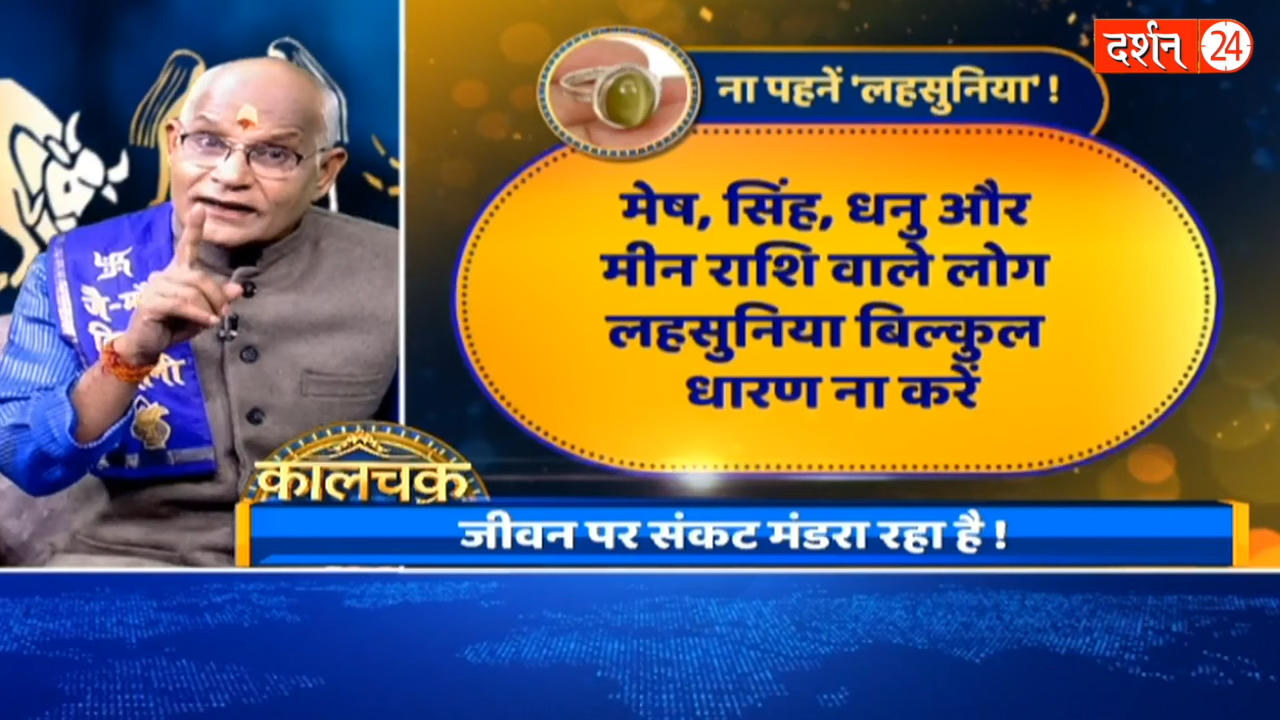 दर्शन 24
ना पहनें 'लहसुनिया' !
मेष, सिंह, धनु और
मीन राशि वाले लोग
लहसुनिया बिल्कुल
धारण ना करें
जै-माँ
कालचक्र
जीवन पर संकट मंडरा रहा है !